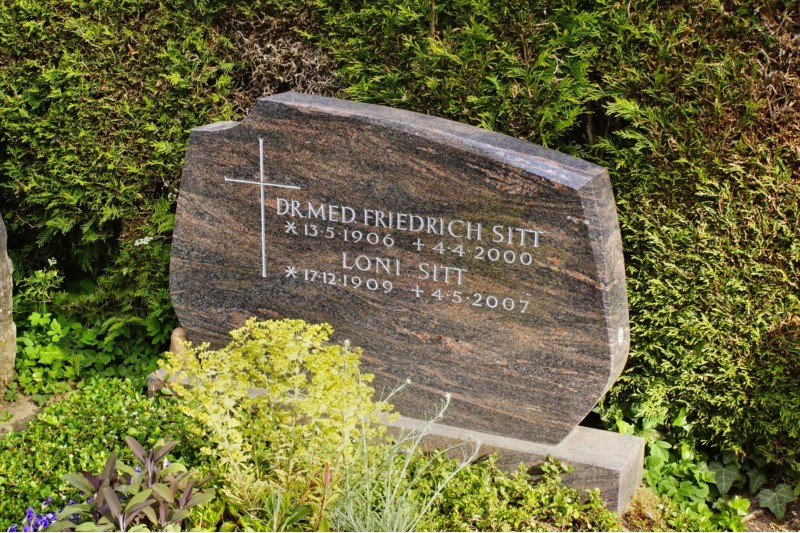 DR. MED. FRIEDRICH SITT
* 13·5·1906 + 4·4·2000
LONI SITT
* 17·12·1909 + 4·5·2007